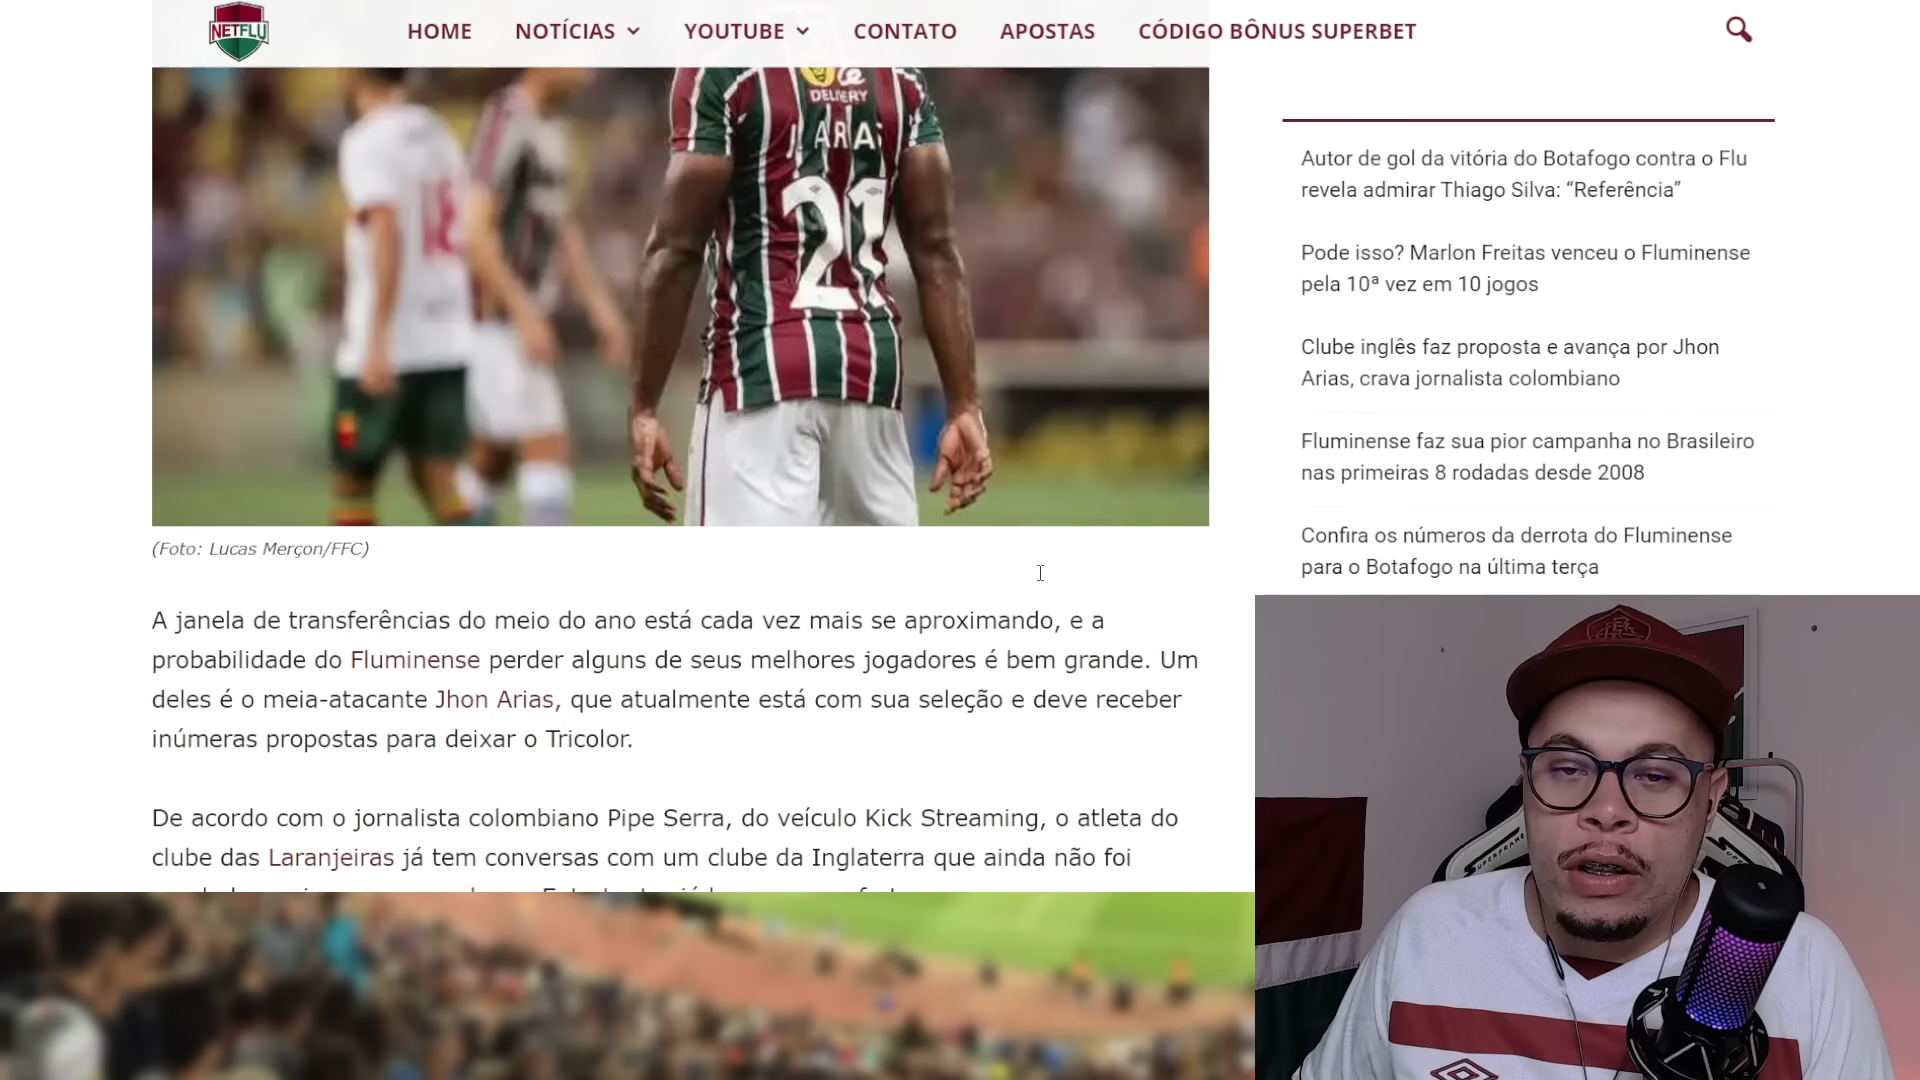 NETFLU
HOME NOTÍCIAS YOUTUBE CONTATO APOSTAS CÓDIGO BÔNUS SUPERBET
DELIVERY
J. ARIAS
21
18
(Foto: Lucas Merçon/FFC)
A janela de transferências do meio do ano está cada vez mais se aproximando, e a
probabilidade do Fluminense perder alguns de seus melhores jogadores é bem grande. Um
deles é o meia-atacante Jhon Arias, que atualmente está com sua seleção e deve receber
inúmeras propostas para deixar o Tricolor.
De acordo com o jornalista colombiano Pipe Serra, do veículo Kick Streaming, o atleta do
clube das Laranjeiras já tem conversas com um clube da Inglaterra que ainda não foi
Autor de gol da vitória do Botafogo contra o Flu
revela admirar Thiago Silva: “Referência”
Pode isso? Marlon Freitas venceu o Fluminense
pela 10ª vez em 10 jogos
Clube inglês faz proposta e avança por Jhon
Arias, crava jornalista colombiano
Fluminense faz sua pior campanha no Brasileiro
nas primeiras 8 rodadas desde 2008
Confira os números da derrota do Fluminense
para o Botafogo na última terça